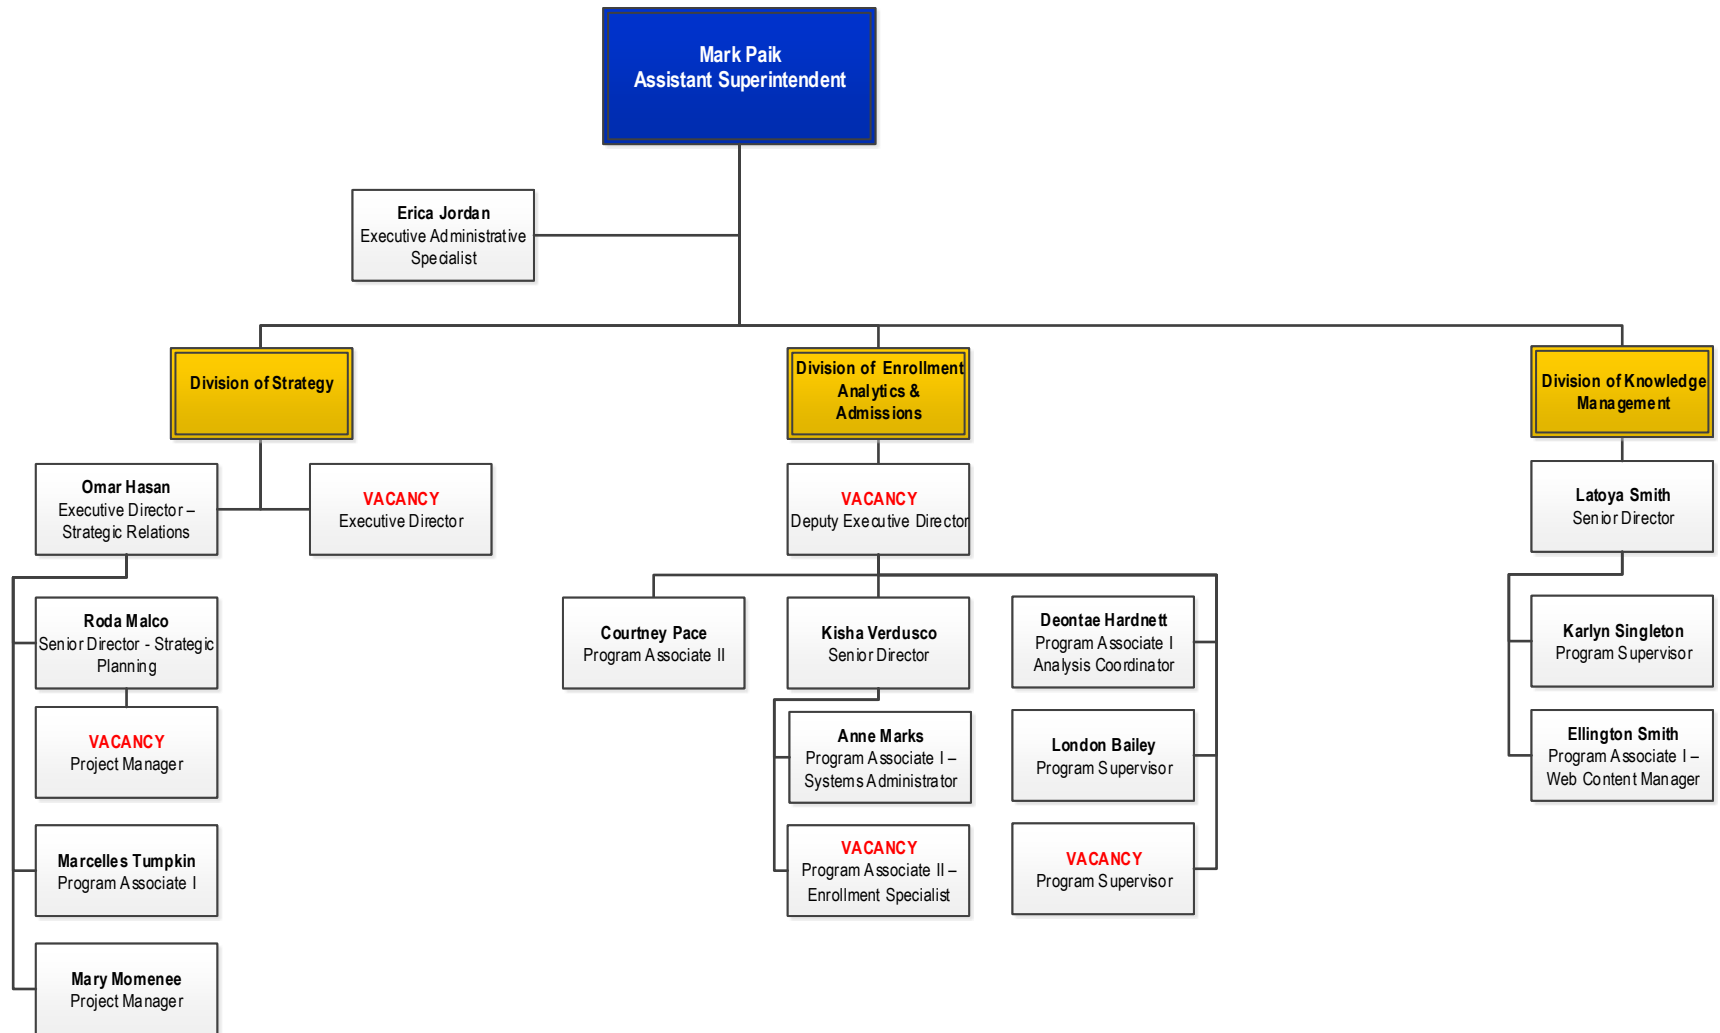 Mark Paik
Assistant Superintendent
Erica Jordan
Executive Administrative
Specialist
Division of Strategy
Division of Enrollment
Analytics &
Admissions
Division of Knowledge
Management
Omar Hasan
Executive Director –
Strategic Relations
VACANCY
Executive Director
VACANCY
Deputy Executive Director
Latoya Smith
Senior Director
Roda Malco
Senior Director - Strategic
Planning
Courtney Pace
Program Associate II
Kisha Verdusco
Senior Director
Deontae Hardnett
Program Associate I
Analysis Coordinator
Karlyn Singleton
Program Supervisor
VACANCY
Project Manager
Anne Marks
Program Associate I –
Systems Administrator
London Bailey
Program Supervisor
Ellington Smith
Program Associate I –
Web Content Manager
Marcelles Tumpkin
Program Associate I
VACANCY
Program Associate II –
Enrollment Specialist
VACANCY
Program Supervisor
Mary Momenee
Project Manager